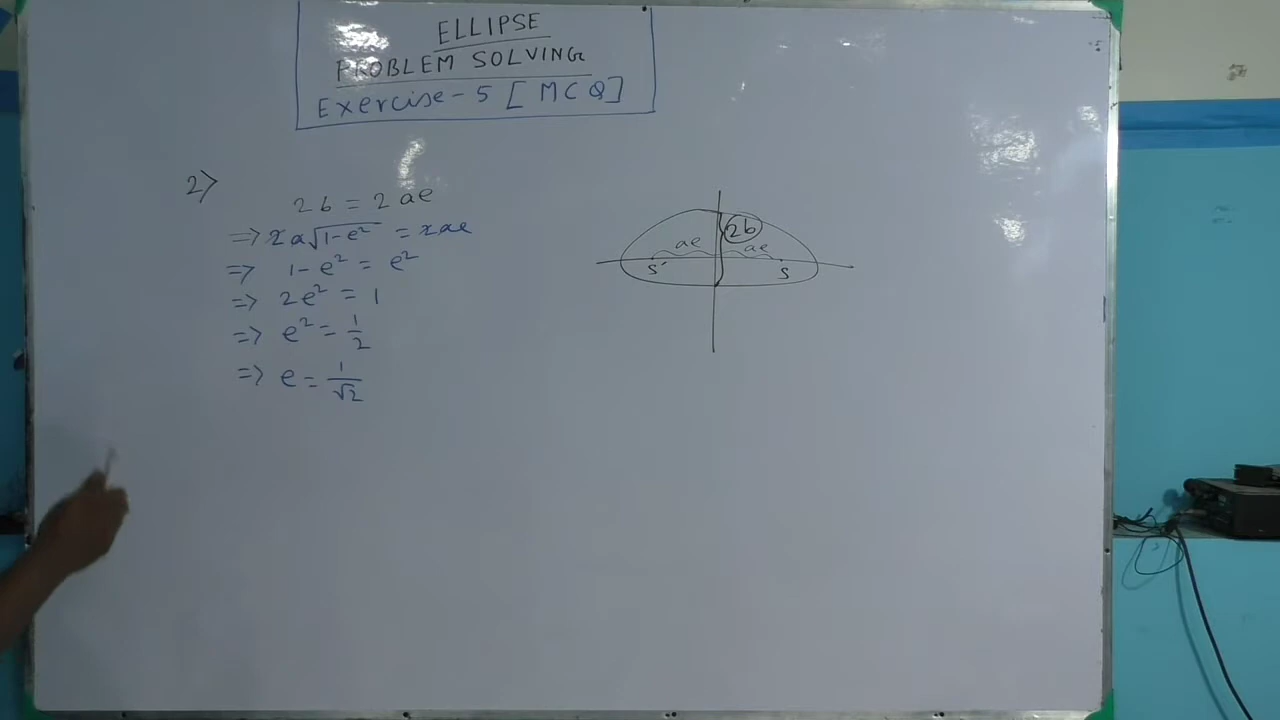 ELLIPSE
PROBLEM SOLVING
Exercise-5 [MCQ]
2>
2b = 2ae
=> 2a√1-e² = 2ae
=> 1-e² = e²
=> 2e² = 1
=> e² = 1/2
=> e = 1/√2
2b
ae ae
S' S